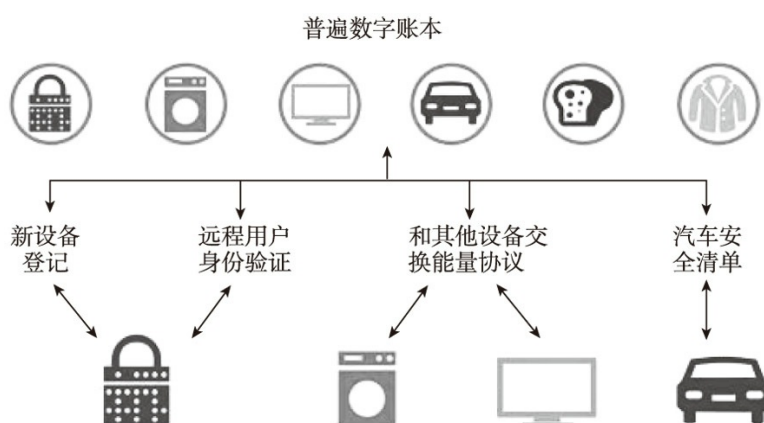 普遍数字账本
新设备
登记
远程用户
身份验证
和其他设备交
换能量协议
汽车安
全清单